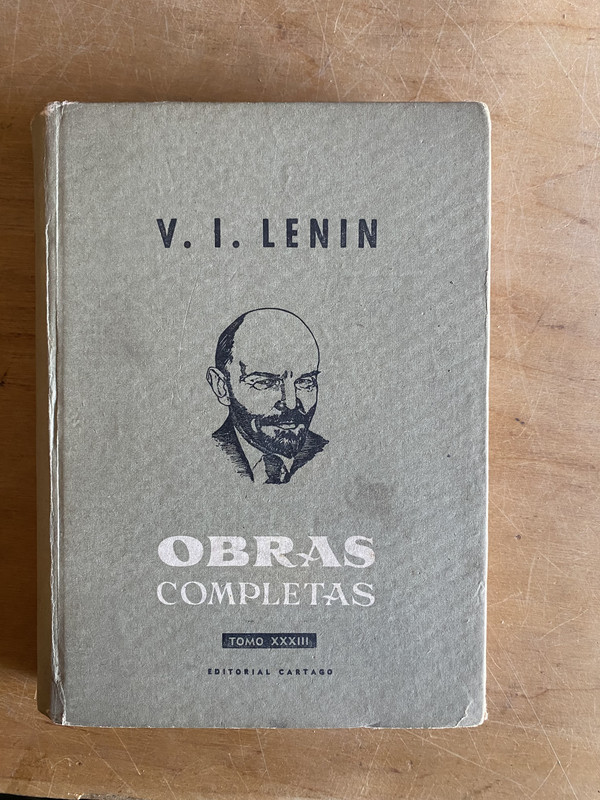 V. I. LENIN
OBRAS
COMPLETAS
TOMO XXXIII
EDITORIAL CARTAGO